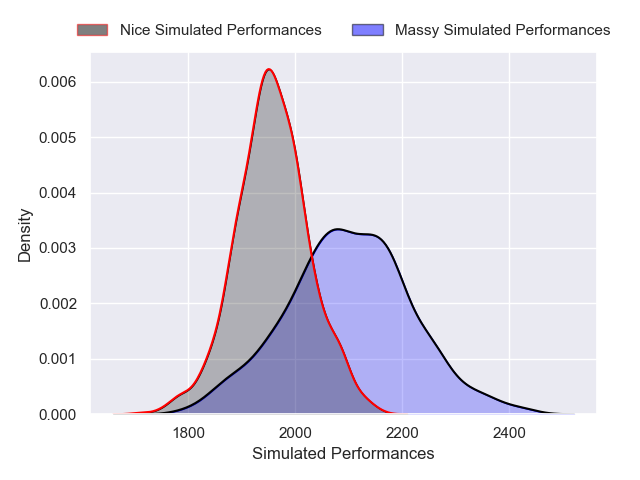 Nice Simulated Performances Massy Simulated Performances
0.006
0.005
0.004
0.003
0.002
0.001
0.000
Density
1800 2000 2200 2400
Simulated Performances